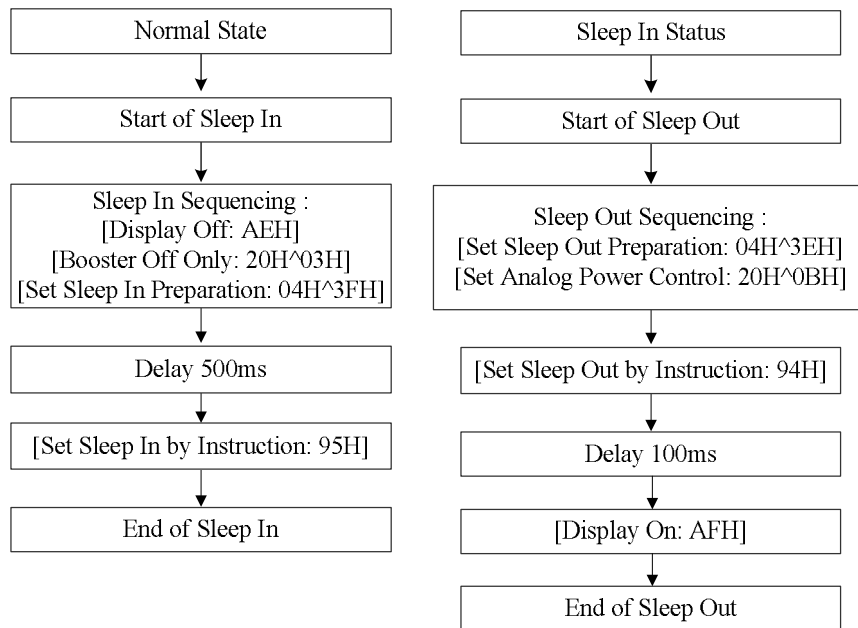 Normal State
Start of Sleep In
Sleep In Sequencing :
[Display Off: AEH]
[Booster Off Only: 20H^03H]
[Set Sleep In Preparation: 04H^3FH]
Delay 500ms
[Set Sleep In by Instruction: 95H]
End of Sleep In
Sleep In Status
Start of Sleep Out
Sleep Out Sequencing :
[Set Sleep Out Preparation: 04H^3EH]
[Set Analog Power Control: 20H^0BH]
[Set Sleep Out by Instruction: 94H]
Delay 100ms
[Display On: AFH]
End of Sleep Out